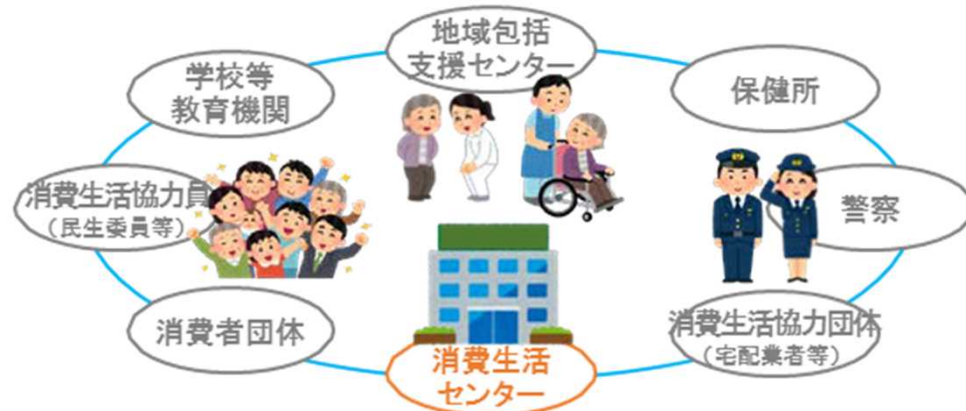 地域包括
支援センター
学校等
教育機関
保健所
消費生活協力員
（民生委員等）
警察
消費者団体
消費生活協力団体
（宅配業者等）
消費生活
センター